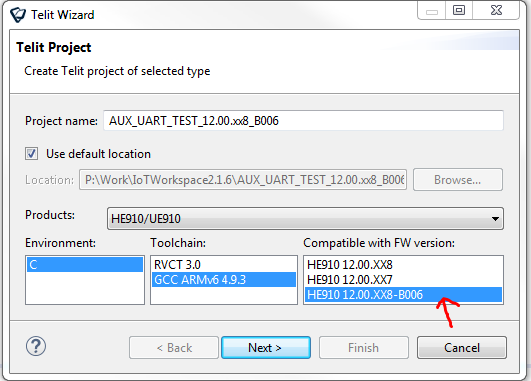 Telit Wizard
Telit Project
Create Telit project of selected type
Project name: AUX_UART_TEST_12.00.xx8_B006
Use default location
Location: P:\Work\IoTWorkspace2.1.6\AUX_UART_TEST_12.00.xx8_B006 Browse...
Products: HE910/UE910
Environment: Toolchain: Compatible with FW version:
C RVCT 3.0 HE910 12.00.XX8
GCC ARMv6 4.9.3 HE910 12.00.XX7
HE910 12.00.XX8-B006
? < Back Next > Finish Cancel